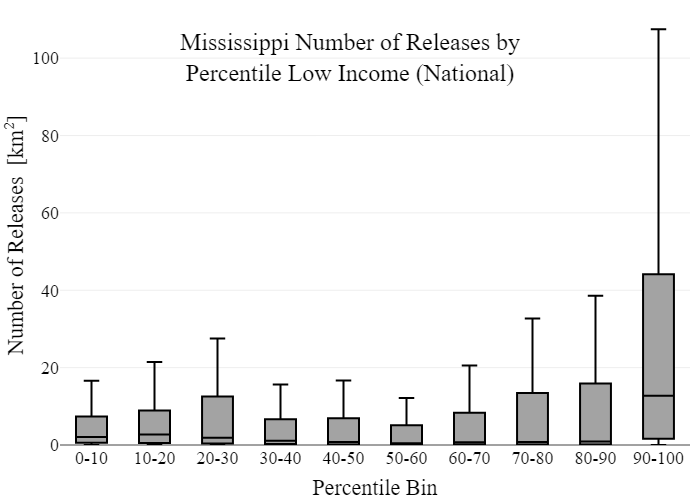 Mississippi Number of Releases by
Percentile Low Income (National)
Number of Releases [km²]
100
80
60
40
20
0
0-10 10-20 20-30 30-40 40-50 50-60 60-70 70-80 80-90 90-100
Percentile Bin